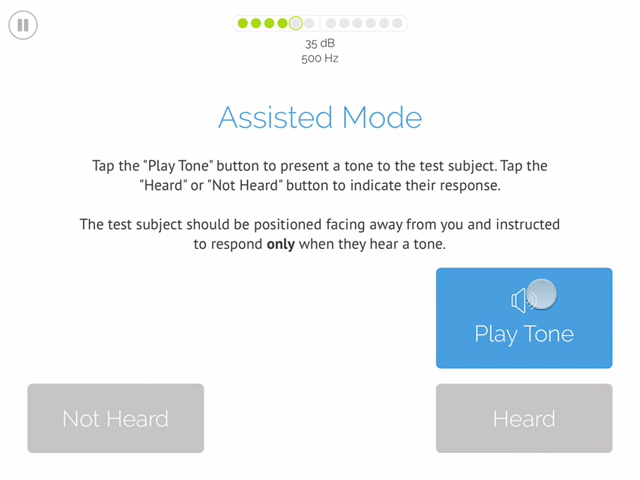 35 dB
500 Hz
Assisted Mode
Tap the "Play Tone" button to present a tone to the test subject. Tap the
"Heard" or "Not Heard" button to indicate their response.
The test subject should be positioned facing away from you and instructed
to respond only when they hear a tone.
Play Tone
Not Heard
Heard